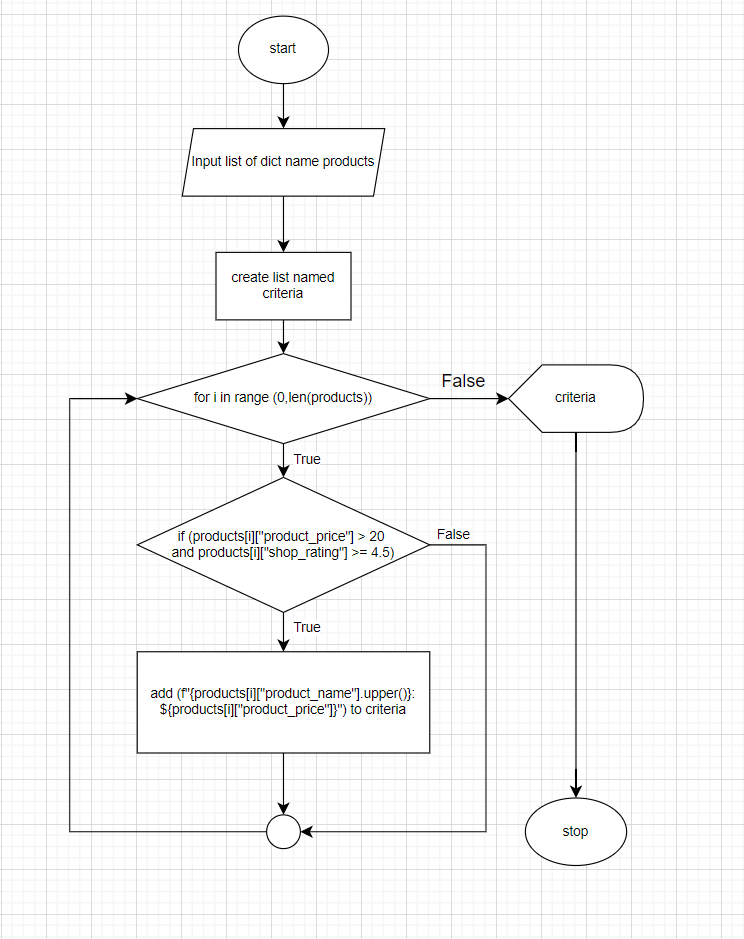 start
Input list of dict name products
create list named
criteria
for i in range (0,len(products))
False
criteria
True
if (products[i]["product_price"] > 20
and products[i]["shop_rating"] >= 4.5)
False
True
add (f"{products[i]["product_name"].upper()}:
${products[i]["product_price"]}") to criteria
stop